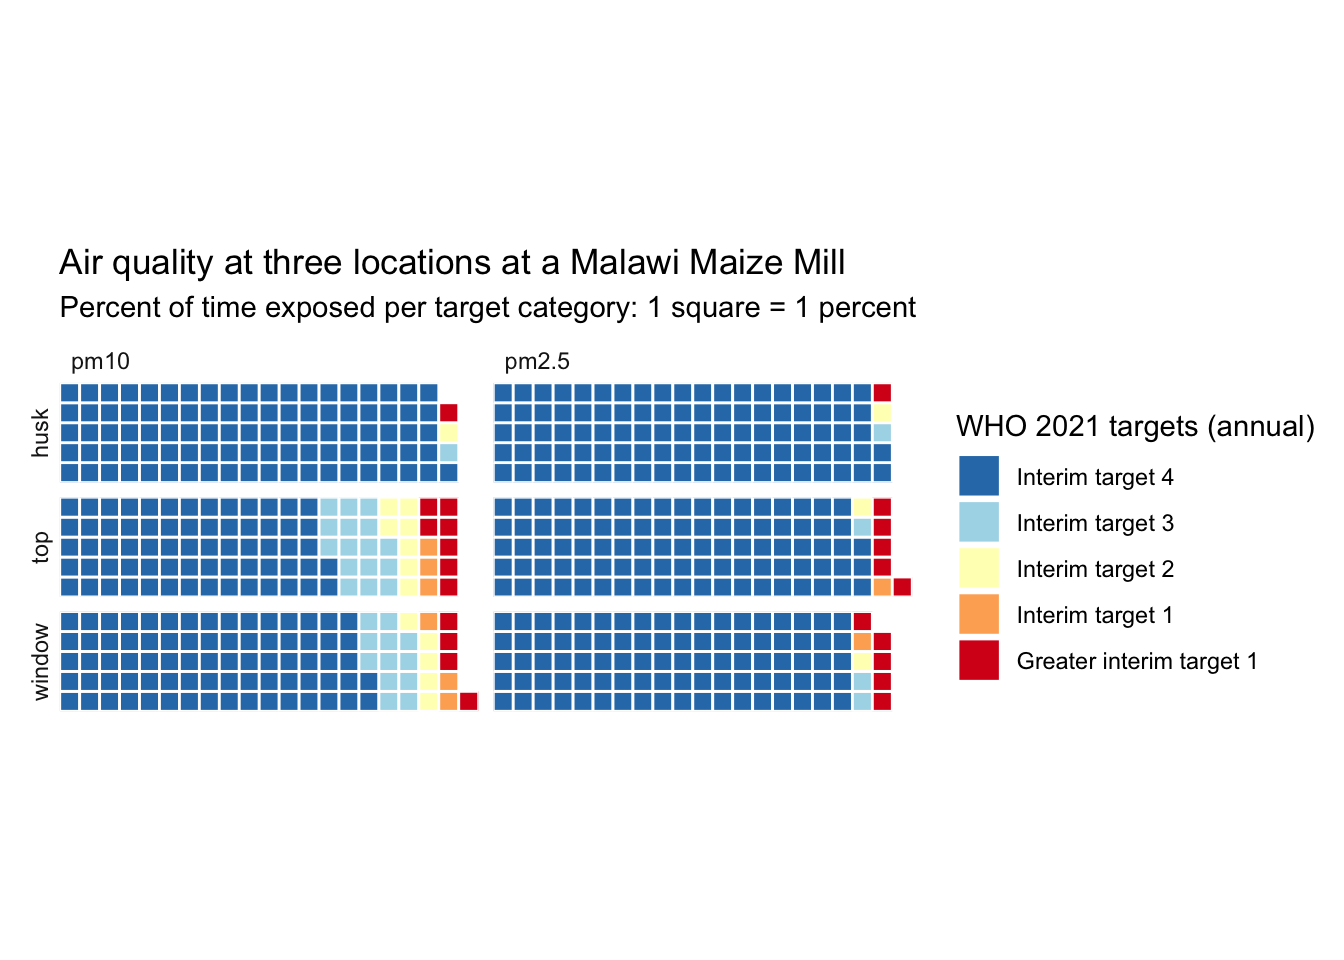 Air quality at three locations at a Malawi Maize Mill
Percent of time exposed per target category: 1 square = 1 percent
pm10
pm2.5
husk
top
window
WHO 2021 targets (annual)
Interim target 4
Interim target 3
Interim target 2
Interim target 1
Greater interim target 1